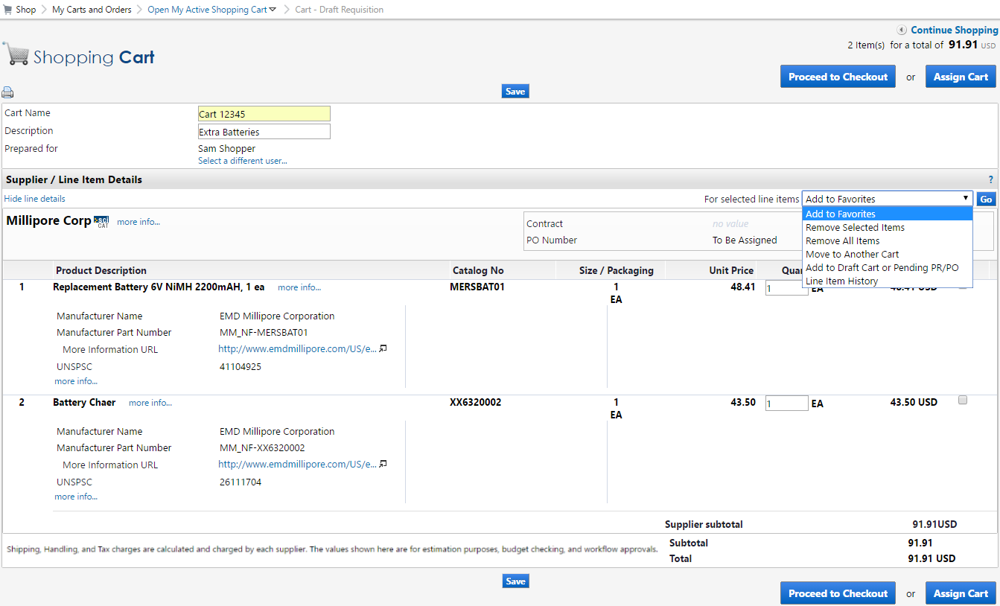 Shop My Carts and Orders Open My Active Shopping Cart Cart - Draft Requisition
Continue Shopping
2 Item(s) for a total of 91.91 USD
Shopping Cart
Proceed to Checkout or Assign Cart
Save
Cart Name Cart 12345
Description Extra Batteries
Prepared for Sam Shopper
Select a different user...
Supplier / Line Item Details ?
Hide line details For selected line items Add to Favorites Go
Add to Favorites
Remove Selected Items
Remove All Items
Move to Another Cart
Add to Draft Cart or Pending PR/PO
Line Item History
Millipore Corp sci CAT more info...
Contract no value
PO Number To Be Assigned
Product Description Catalog No Size / Packaging Unit Price
1 Replacement Battery 6V NiMH 2200mAH, 1 ea more info... MERSBAT01 1 EA 48.41 1 EA 48.41 USD
Manufacturer Name EMD Millipore Corporation
Manufacturer Part Number MM_NF-MERSBAT01
More Information URL http://www.emdmillipore.com/US/e...
UNSPSC 41104925
more info...
2 Battery Chaer more info... XX6320002 1 EA 43.50 1 EA 43.50 USD
Manufacturer Name EMD Millipore Corporation
Manufacturer Part Number MM_NF-XX6320002
More Information URL http://www.emdmillipore.com/US/e...
UNSPSC 26111704
more info...
Supplier subtotal 91.91USD
Shipping, Handling, and Tax charges are calculated and charged by each supplier. The values shown here are for estimation purposes, budget checking, and workflow approvals.
Subtotal 91.91
Total 91.91 USD
Save
Proceed to Checkout or Assign Cart